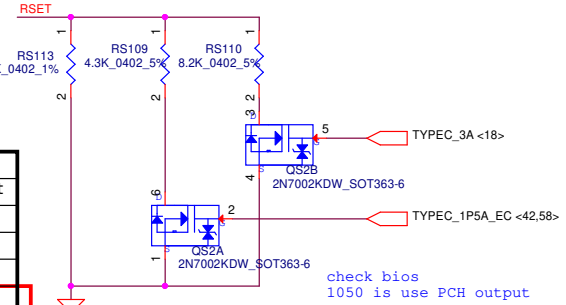 RSET
1
1
1
RS113
K_0402_1%
RS109
4.3K_0402_5%
RS110
8.2K_0402_5%
2
2
2
3
D
5
G
TYPEC_3A <18>
S
4
QS2B
2N7002KDW_SOT363-6
6
D
2
G
TYPEC_1P5A_EC <42,58>
S
1
QS2A
2N7002KDW_SOT363-6
check bios
1050 is use PCH output